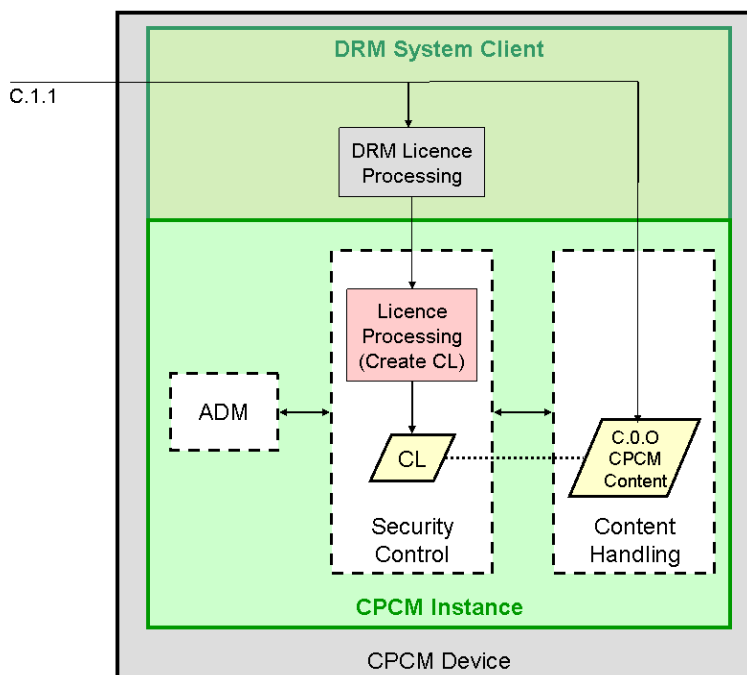 DRM System Client
C.1.1
DRM Licence
Processing
Licence
Processing
(Create CL)
ADM
CL
C.0.O
CPCM
Content
Security
Control
Content
Handling
CPCM Instance
CPCM Device